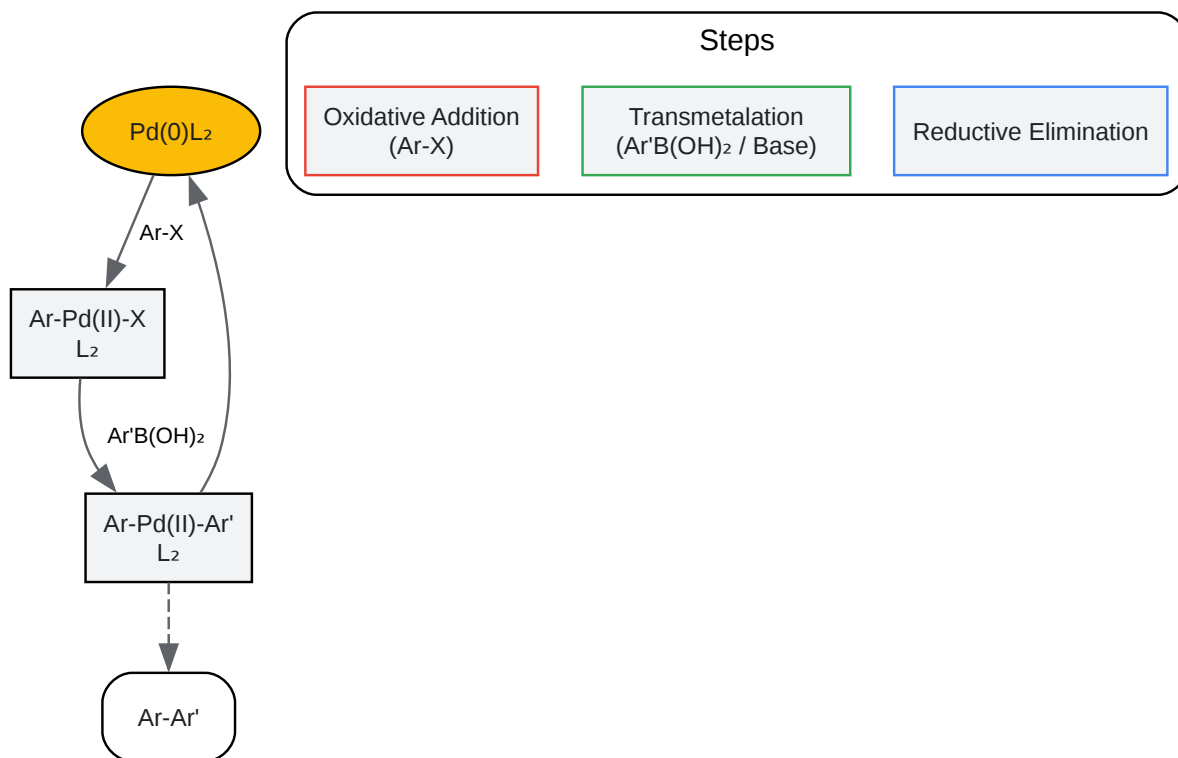 Steps
Pd(0)L₂
Oxidative Addition
(Ar-X)
Transmetalation
(Ar'B(OH)₂ / Base)
Reductive Elimination
Ar-X
Ar-Pd(II)-X
L₂
Ar'B(OH)₂
Ar-Pd(II)-Ar'
L₂
Ar-Ar'